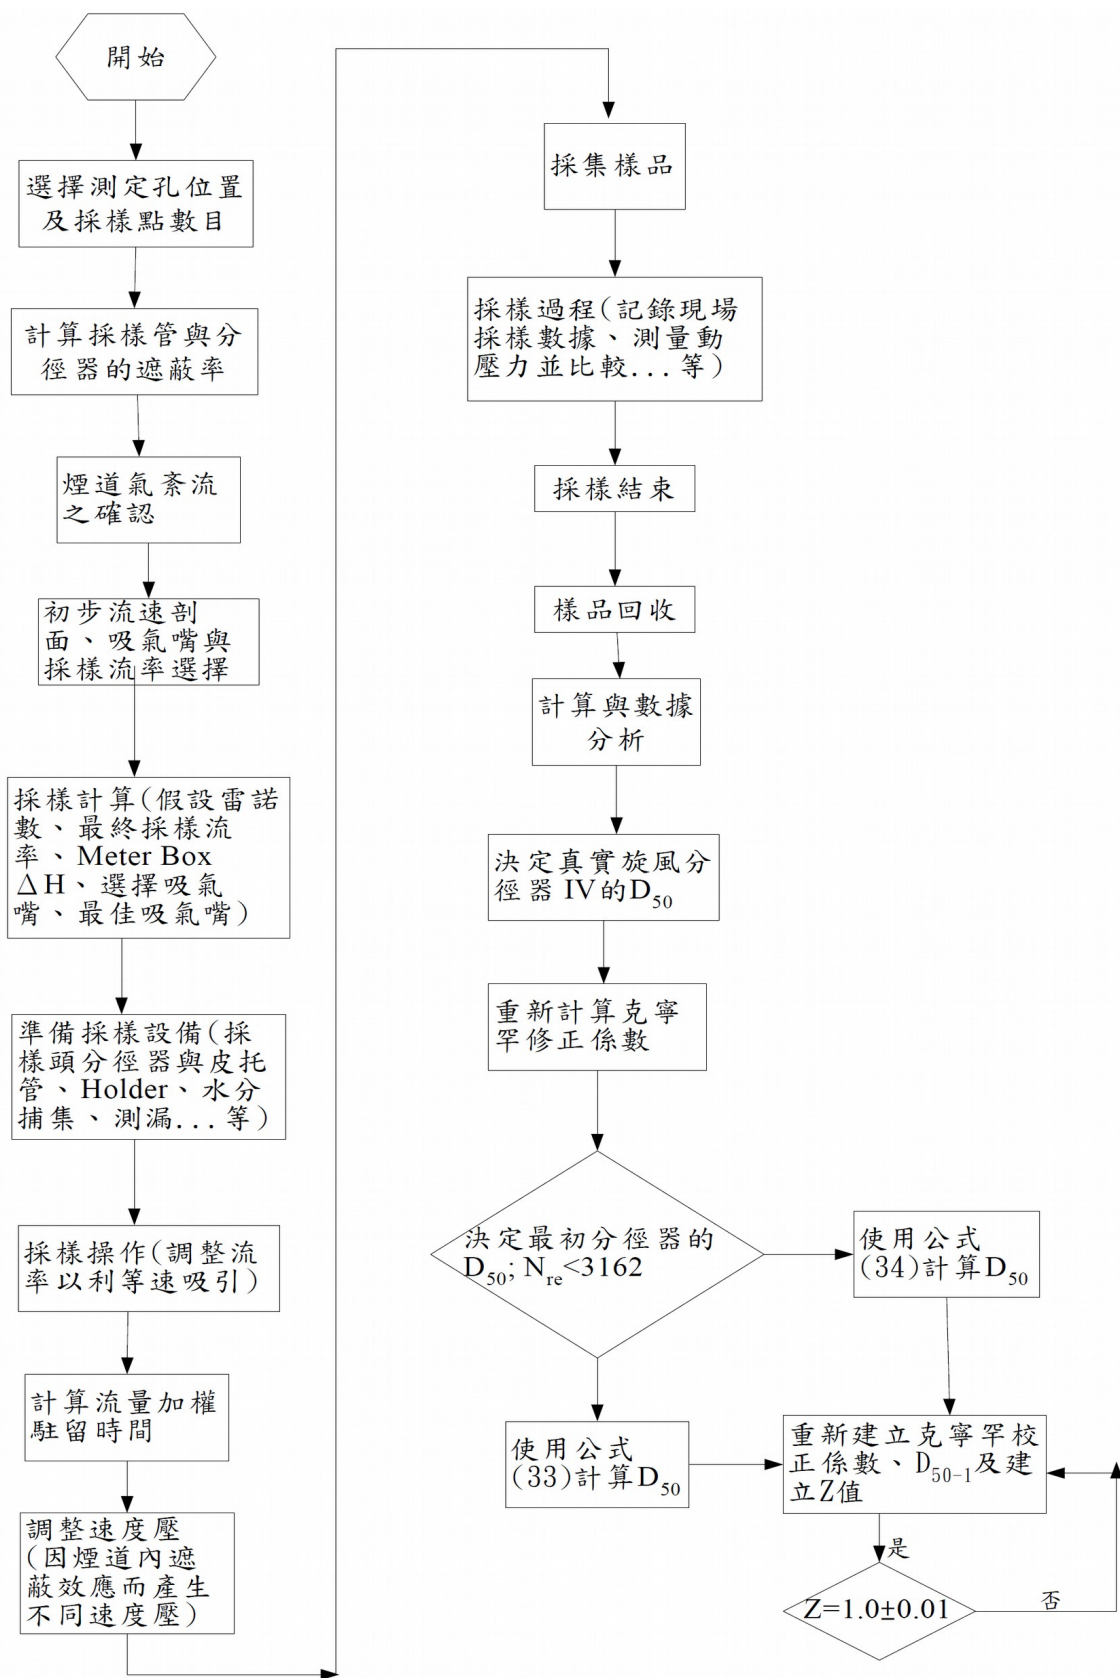 開始
選擇測定孔位置
及採樣點數目
計算採樣管與分
徑器的遮蔽率
煙道氣紊流
之確認
初步流速剖
面、吸氣嘴與
採樣流率選擇
採樣計算(假設雷諾
數、最終採樣流
率、Meter Box
ΔH、選擇吸氣
嘴、最佳吸氣嘴)
準備採樣設備(採
樣頭分徑器與皮托
管、Holder、水分
捕集、測漏...等)
採樣操作(調整流
率以利等速吸引)
計算流量加權
駐留時間
調整速度壓
(因煙道內遮
蔽效應而產生
不同速度壓)
採集樣品
採樣過程(記錄現場
採樣數據、測量動
壓力並比較...等)
採樣結束
樣品回收
計算與數據
分析
決定真實旋風分
徑器IV的D50
重新計算克寧
罕修正係數
決定最初分徑器的
D50; Nre<3162
使用公式
(34)計算D50
使用公式
(33)計算D50
重新建立克寧罕校
正係數、D50-1及建
立Z值
是
Z=1.0±0.01
否